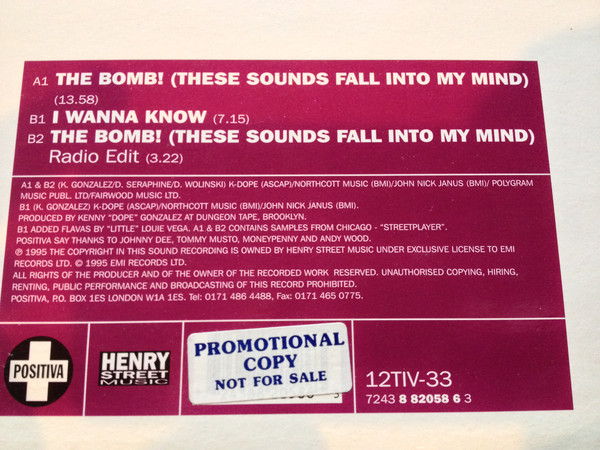 A1 THE BOMB! (THESE SOUNDS FALL INTO MY MIND)
(13.58)
B1 I WANNA KNOW (7.15)
B2 THE BOMB! (THESE SOUNDS FALL INTO MY MIND)
Radio Edit (3.22)
A1 & B2 (K. GONZALEZ/D. SERAPHINE/D. WOLINSKI) K-DOPE (ASCAP)/NORTHCOTT MUSIC (BMI)/JOHN NICK JANUS (BMI)/ POLYGRAM
MUSIC PUBL. LTD/FAIRWOOD MUSIC LTD.
B1 (K. GONZALEZ) K-DOPE (ASCAP)/NORTHCOTT MUSIC (BMI)/JOHN NICK JANUS (BMI).
PRODUCED BY KENNY "DOPE" GONZALEZ AT DUNGEON TAPE, BROOKLYN.
B1 ADDED FLAVAS BY "LITTLE" LOUIE VEGA. A1 & B2 CONTAINS SAMPLES FROM CHICAGO - "STREETPLAYER".
POSITIVA SAY THANKS TO JOHNNY DEE, TOMMY MUSTO, MONEYPENNY AND ANDY WOOD.
℗ 1995 THE COPYRIGHT IN THIS SOUND RECORDING IS OWNED BY HENRY STREET MUSIC UNDER EXCLUSIVE LICENSE TO EMI
RECORDS LTD. © 1995 EMI RECORDS LTD.
ALL RIGHTS OF THE PRODUCER AND OF THE OWNER OF THE RECORDED WORK RESERVED. UNAUTHORISED COPYING, HIRING,
RENTING, PUBLIC PERFORMANCE AND BROADCASTING OF THIS RECORD PROHIBITED.
POSITIVA, P.O. BOX 1ES LONDON W1A 1ES. Tel: 0171 486 4488, Fax: 0171 465 0775.
POSITIVA
HENRY
STREET
MUSIC
PROMOTIONAL
COPY
NOT FOR SALE
12TIV-33
7243 8 82058 6 3